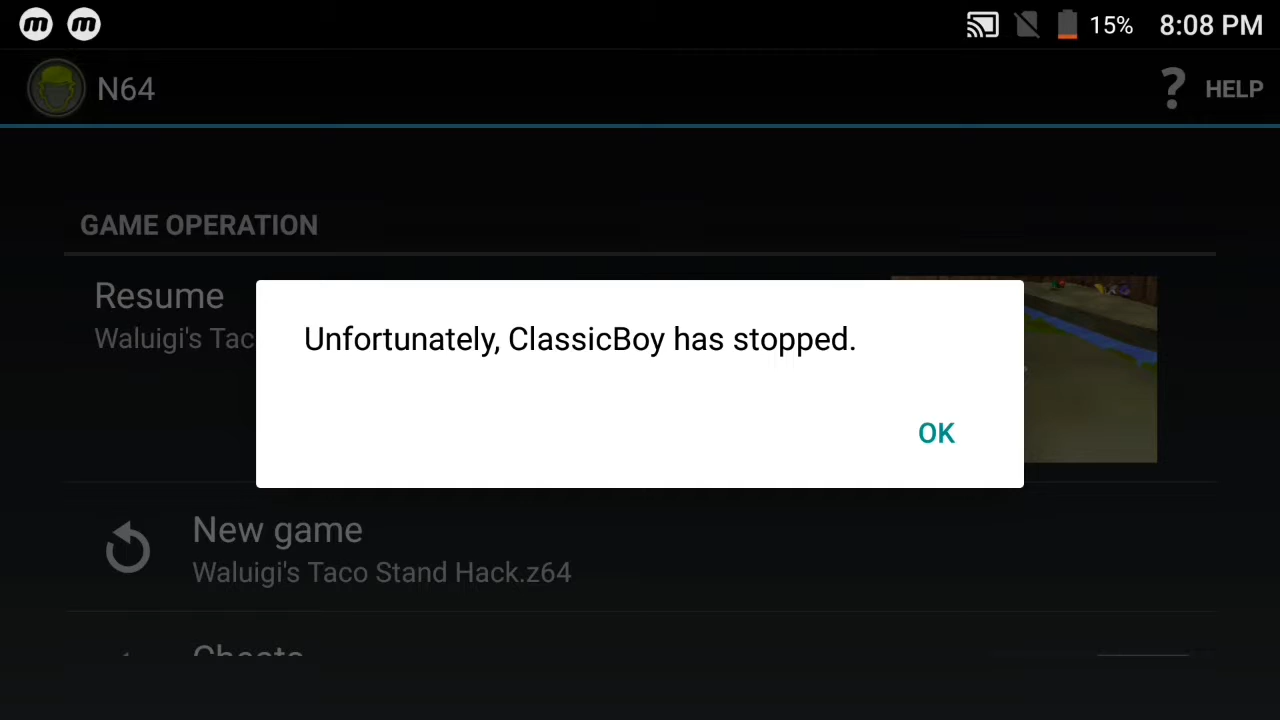 m m 15% 8:08 PM
N64 ? HELP
GAME OPERATION
Resume
Waluigi's Tac
Unfortunately, ClassicBoy has stopped.
OK
New game
Waluigi's Taco Stand Hack.z64
Cheats